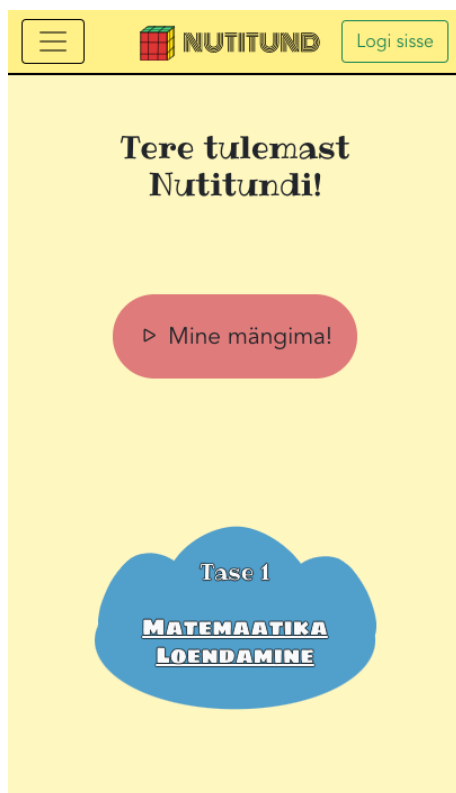 NUTITUND
Logi sisse
Tere tulemast
Nutitundi!
Mine mängima!
Tase 1
MATEMAATIKA
LOENDAMINE